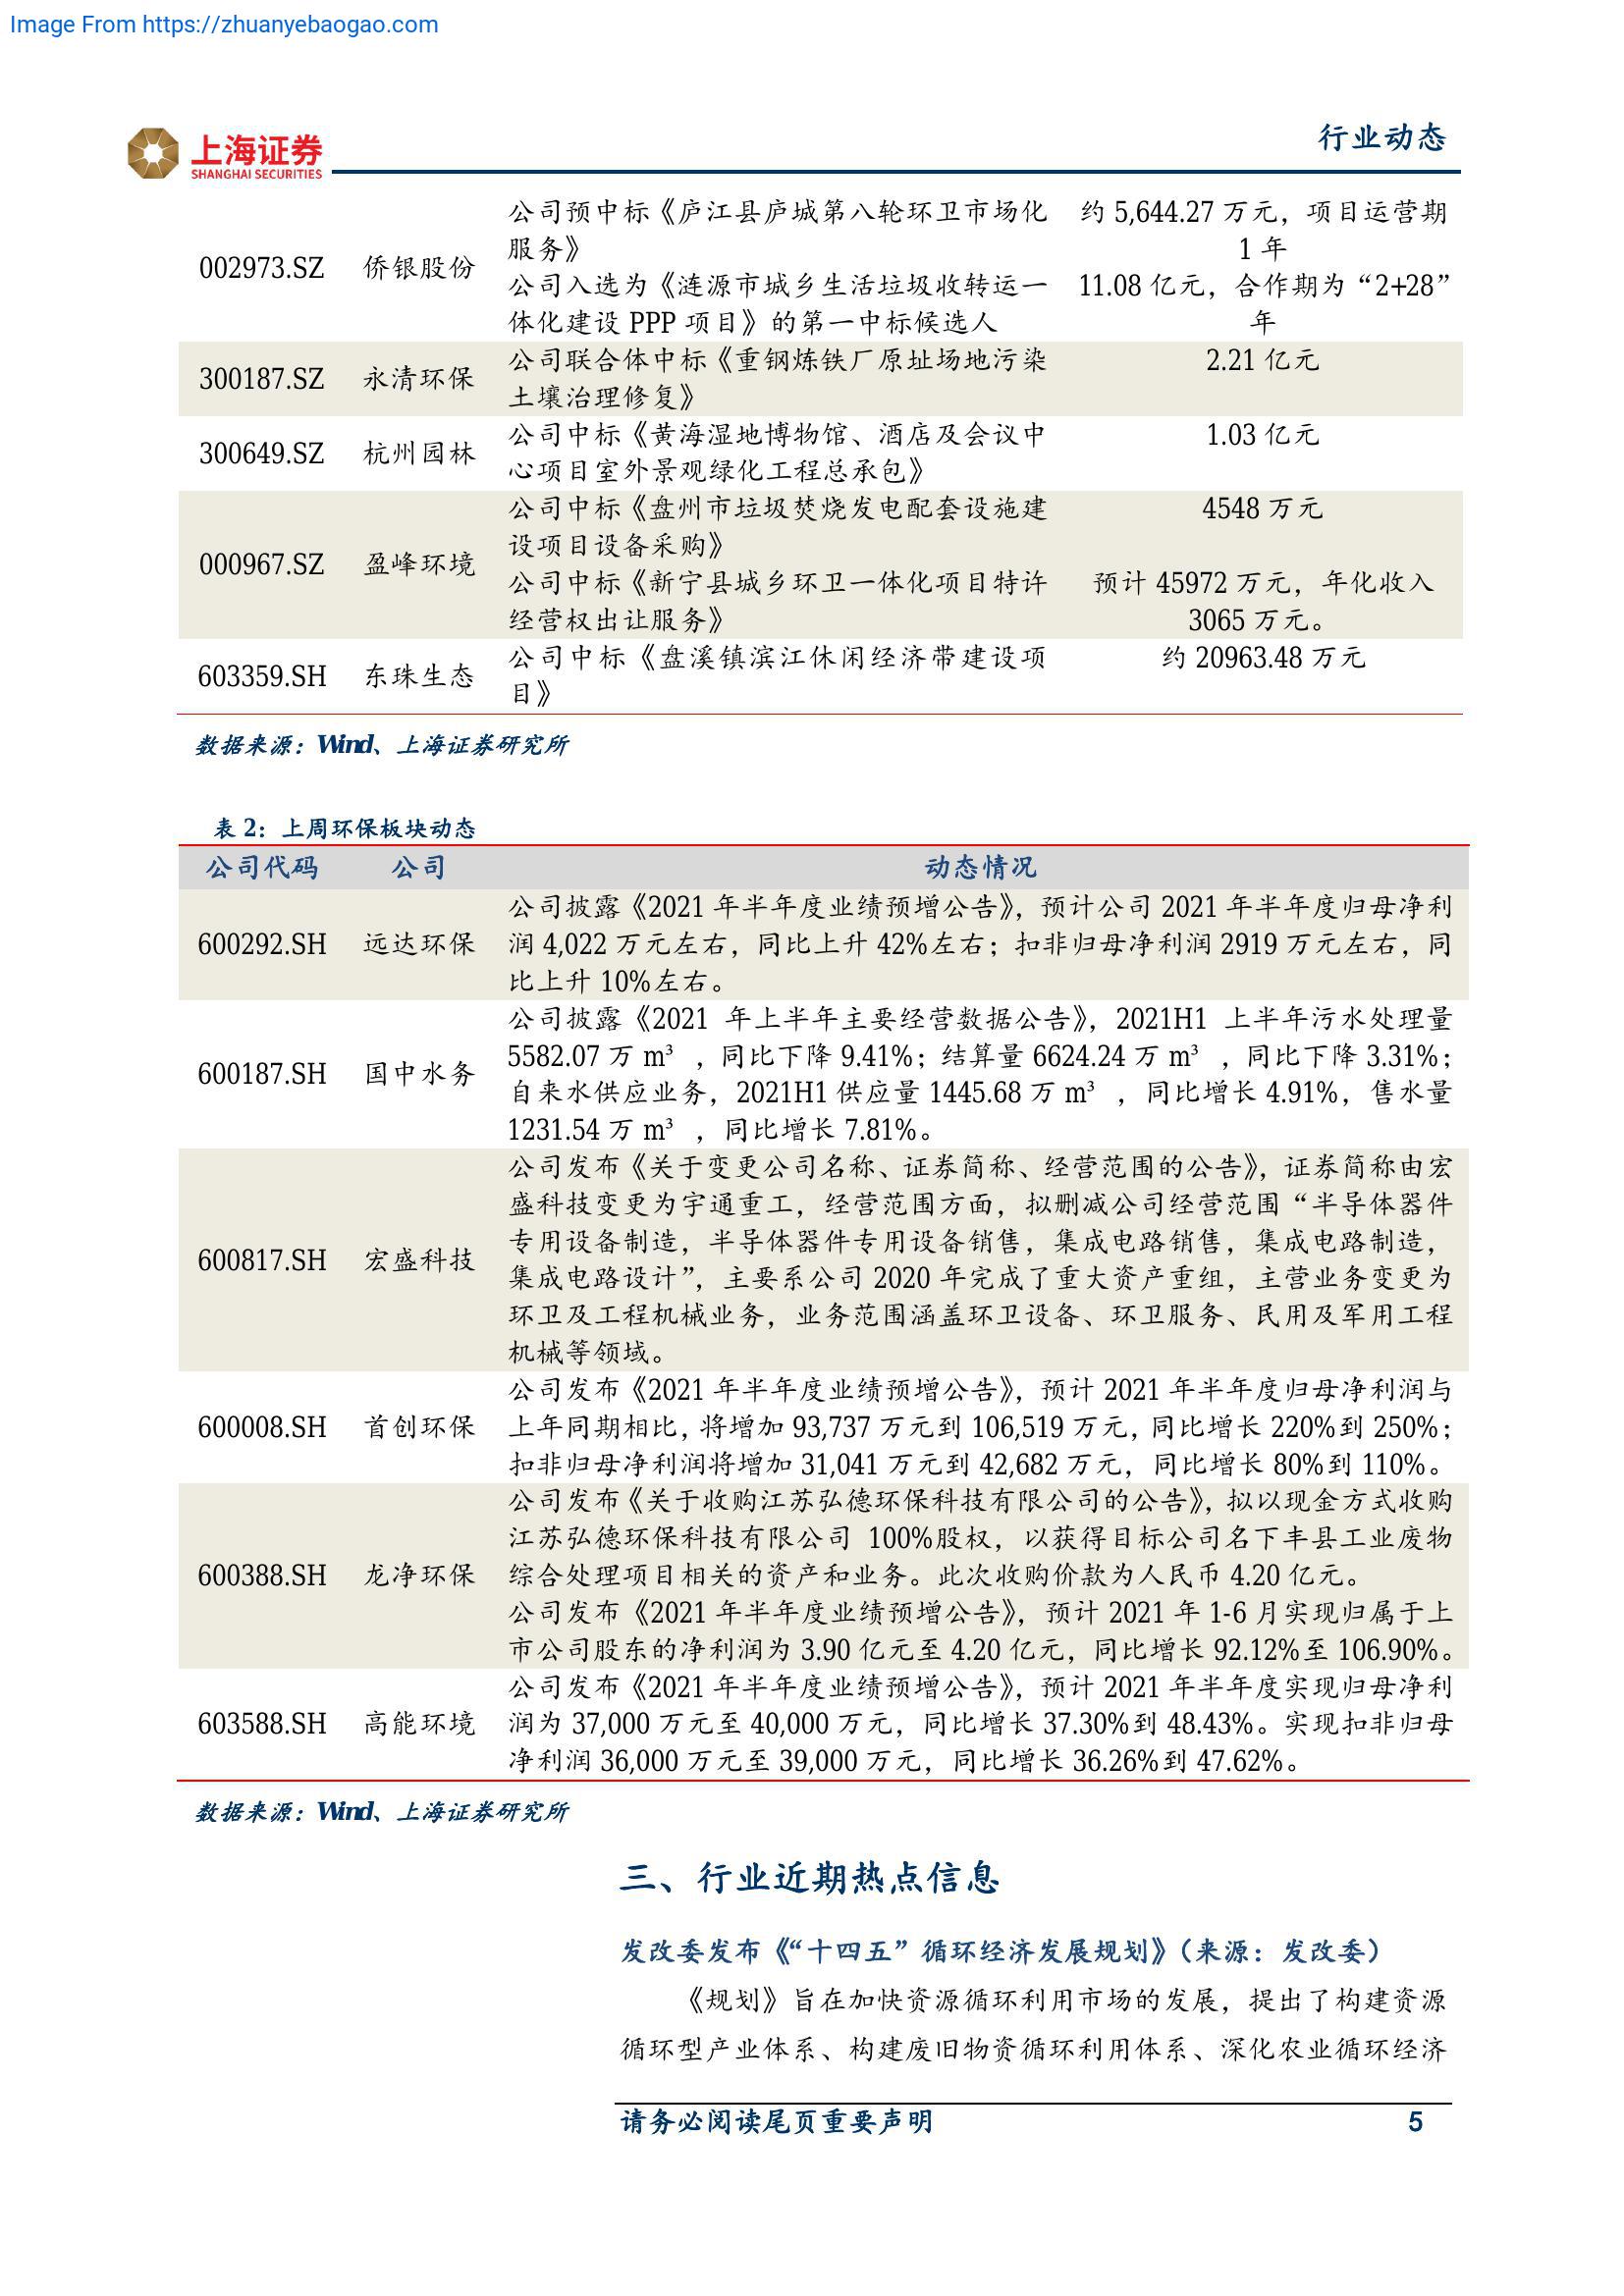 Image From https://zhuanyebaogao.com
上海证券
SHANGHAI SECURITIES
行业动态
公司预中标《庐江县庐城第八轮环卫市场化 约 5,644.27 万元，项目运营期
服务》 1 年
002973.SZ 侨银股份
公司入选为《涟源市城乡生活垃圾收转运一 11.08 亿元，合作期为“2+28”
体化建设 PPP 项目》的第一中标候选人 年
公司联合体中标《重钢炼铁厂原址场地污染 2.21 亿元
300187.SZ 永清环保
土壤治理修复》
公司中标《黄海湿地博物馆、酒店及会议中 1.03 亿元
300649.SZ 杭州园林
心项目室外景观绿化工程总承包》
公司中标《盘州市垃圾焚烧发电配套设施建 4548 万元
设项目设备采购》
000967.SZ 盈峰环境
公司中标《新宁县城乡环卫一体化项目特许 预计 45972 万元，年化收入
经营权出让服务》 3065 万元。
公司中标《盘溪镇滨江休闲经济带建设项 约 20963.48 万元
603359.SH 东珠生态
目》
数据来源：Wind、上海证券研究所
表 2：上周环保板块动态
公司代码 公司 动态情况
公司披露《2021 年半年度业绩预增公告》，预计公司 2021 年半年度归母净利
600292.SH 远达环保 润 4,022 万元左右，同比上升 42%左右；扣非归母净利润 2919 万元左右，同
比上升 10%左右。
公司披露《2021 年上半年主要经营数据公告》，2021H1 上半年污水处理量
5582.07 万 m³ ，同比下降 9.41%；结算量 6624.24 万 m³ ，同比下降 3.31%；
600187.SH 国中水务
自来水供应业务，2021H1 供应量 1445.68 万 m³ ，同比增长 4.91%，售水量
1231.54 万 m³ ，同比增长 7.81%。
公司发布《关于变更公司名称、证券简称、经营范围的公告》，证券简称由宏
盛科技变更为宇通重工，经营范围方面，拟删减公司经营范围“半导体器件
专用设备制造，半导体器件专用设备销售，集成电路销售，集成电路制造，
600817.SH 宏盛科技
集成电路设计”，主要系公司 2020 年完成了重大资产重组，主营业务变更为
环卫及工程机械业务，业务范围涵盖环卫设备、环卫服务、民用及军用工程
机械等领域。
公司发布《2021 年半年度业绩预增公告》，预计 2021 年半年度归母净利润与
600008.SH 首创环保 上年同期相比，将增加 93,737 万元到 106,519 万元，同比增长 220%到 250%；
扣非归母净利润将增加 31,041 万元到 42,682 万元，同比增长 80%到 110%。
公司发布《关于收购江苏弘德环保科技有限公司的公告》，拟以现金方式收购
江苏弘德环保科技有限公司 100%股权，以获得目标公司名下丰县工业废物
600388.SH 龙净环保 综合处理项目相关的资产和业务。此次收购价款为人民币 4.20 亿元。
公司发布《2021 年半年度业绩预增公告》，预计 2021 年 1-6 月实现归属于上
市公司股东的净利润为 3.90 亿元至 4.20 亿元，同比增长 92.12%至 106.90%。
公司发布《2021 年半年度业绩预增公告》，预计 2021 年半年度实现归母净利
603588.SH 高能环境 润为 37,000 万元至 40,000 万元，同比增长 37.30%到 48.43%。实现扣非归母
净利润 36,000 万元至 39,000 万元，同比增长 36.26%到 47.62%。
数据来源：Wind、上海证券研究所
三、行业近期热点信息
发改委发布《“十四五”循环经济发展规划》（来源：发改委）
《规划》旨在加快资源循环利用市场的发展，提出了构建资源
循环型产业体系、构建废旧物资循环利用体系、深化农业循环经济
请务必阅读尾页重要声明 5